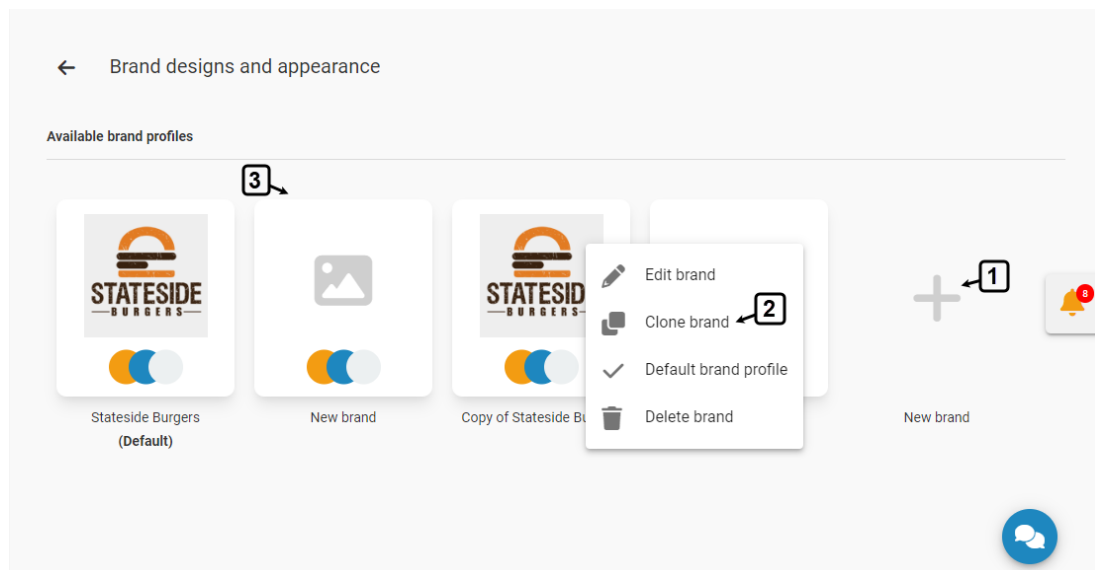 Brand designs and appearance
Available brand profiles
3
1
8
STATESIDE
BURGERS
STATESID
BURGERS
Edit brand
2
Clone brand
Default brand profile
Delete brand
Stateside Burgers
(Default)
New brand
Copy of Stateside Bu
New brand